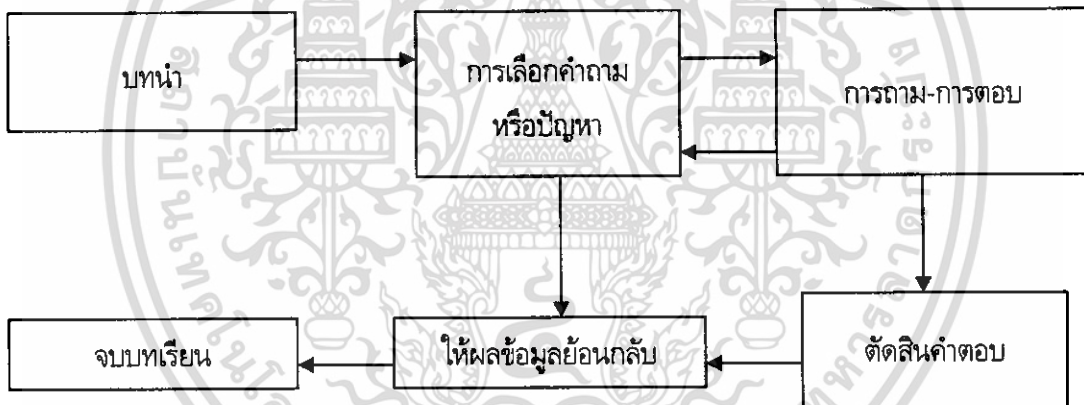 บทนำ
การเลือกคำถาม
หรือปัญหา
การถาม-การตอบ
จบบทเรียน
ให้ผลข้อมูลย้อนกลับ
ตัดสินคำตอบ